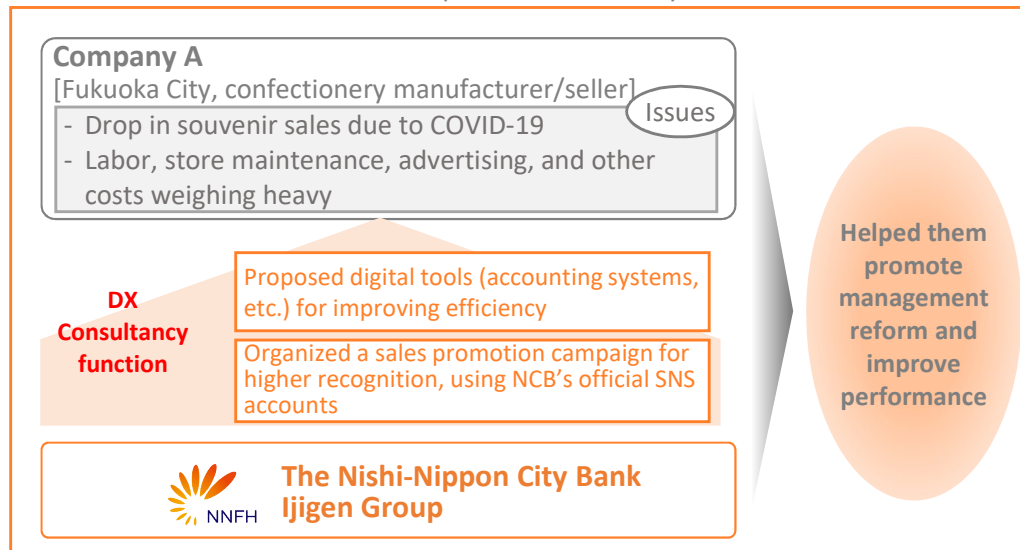 Company A
[Fukuoka City, confectionery manufacturer/seller]
Issues
- Drop in souvenir sales due to COVID-19
- Labor, store maintenance, advertising, and other
costs weighing heavy
DX
Consultancy
function
Proposed digital tools (accounting systems,
etc.) for improving efficiency
Organized a sales promotion campaign for
higher recognition, using NCB's official SNS
accounts
NNFH
The Nishi-Nippon City Bank
Ijigen Group
Helped them
promote
management
reform and
improve
performance